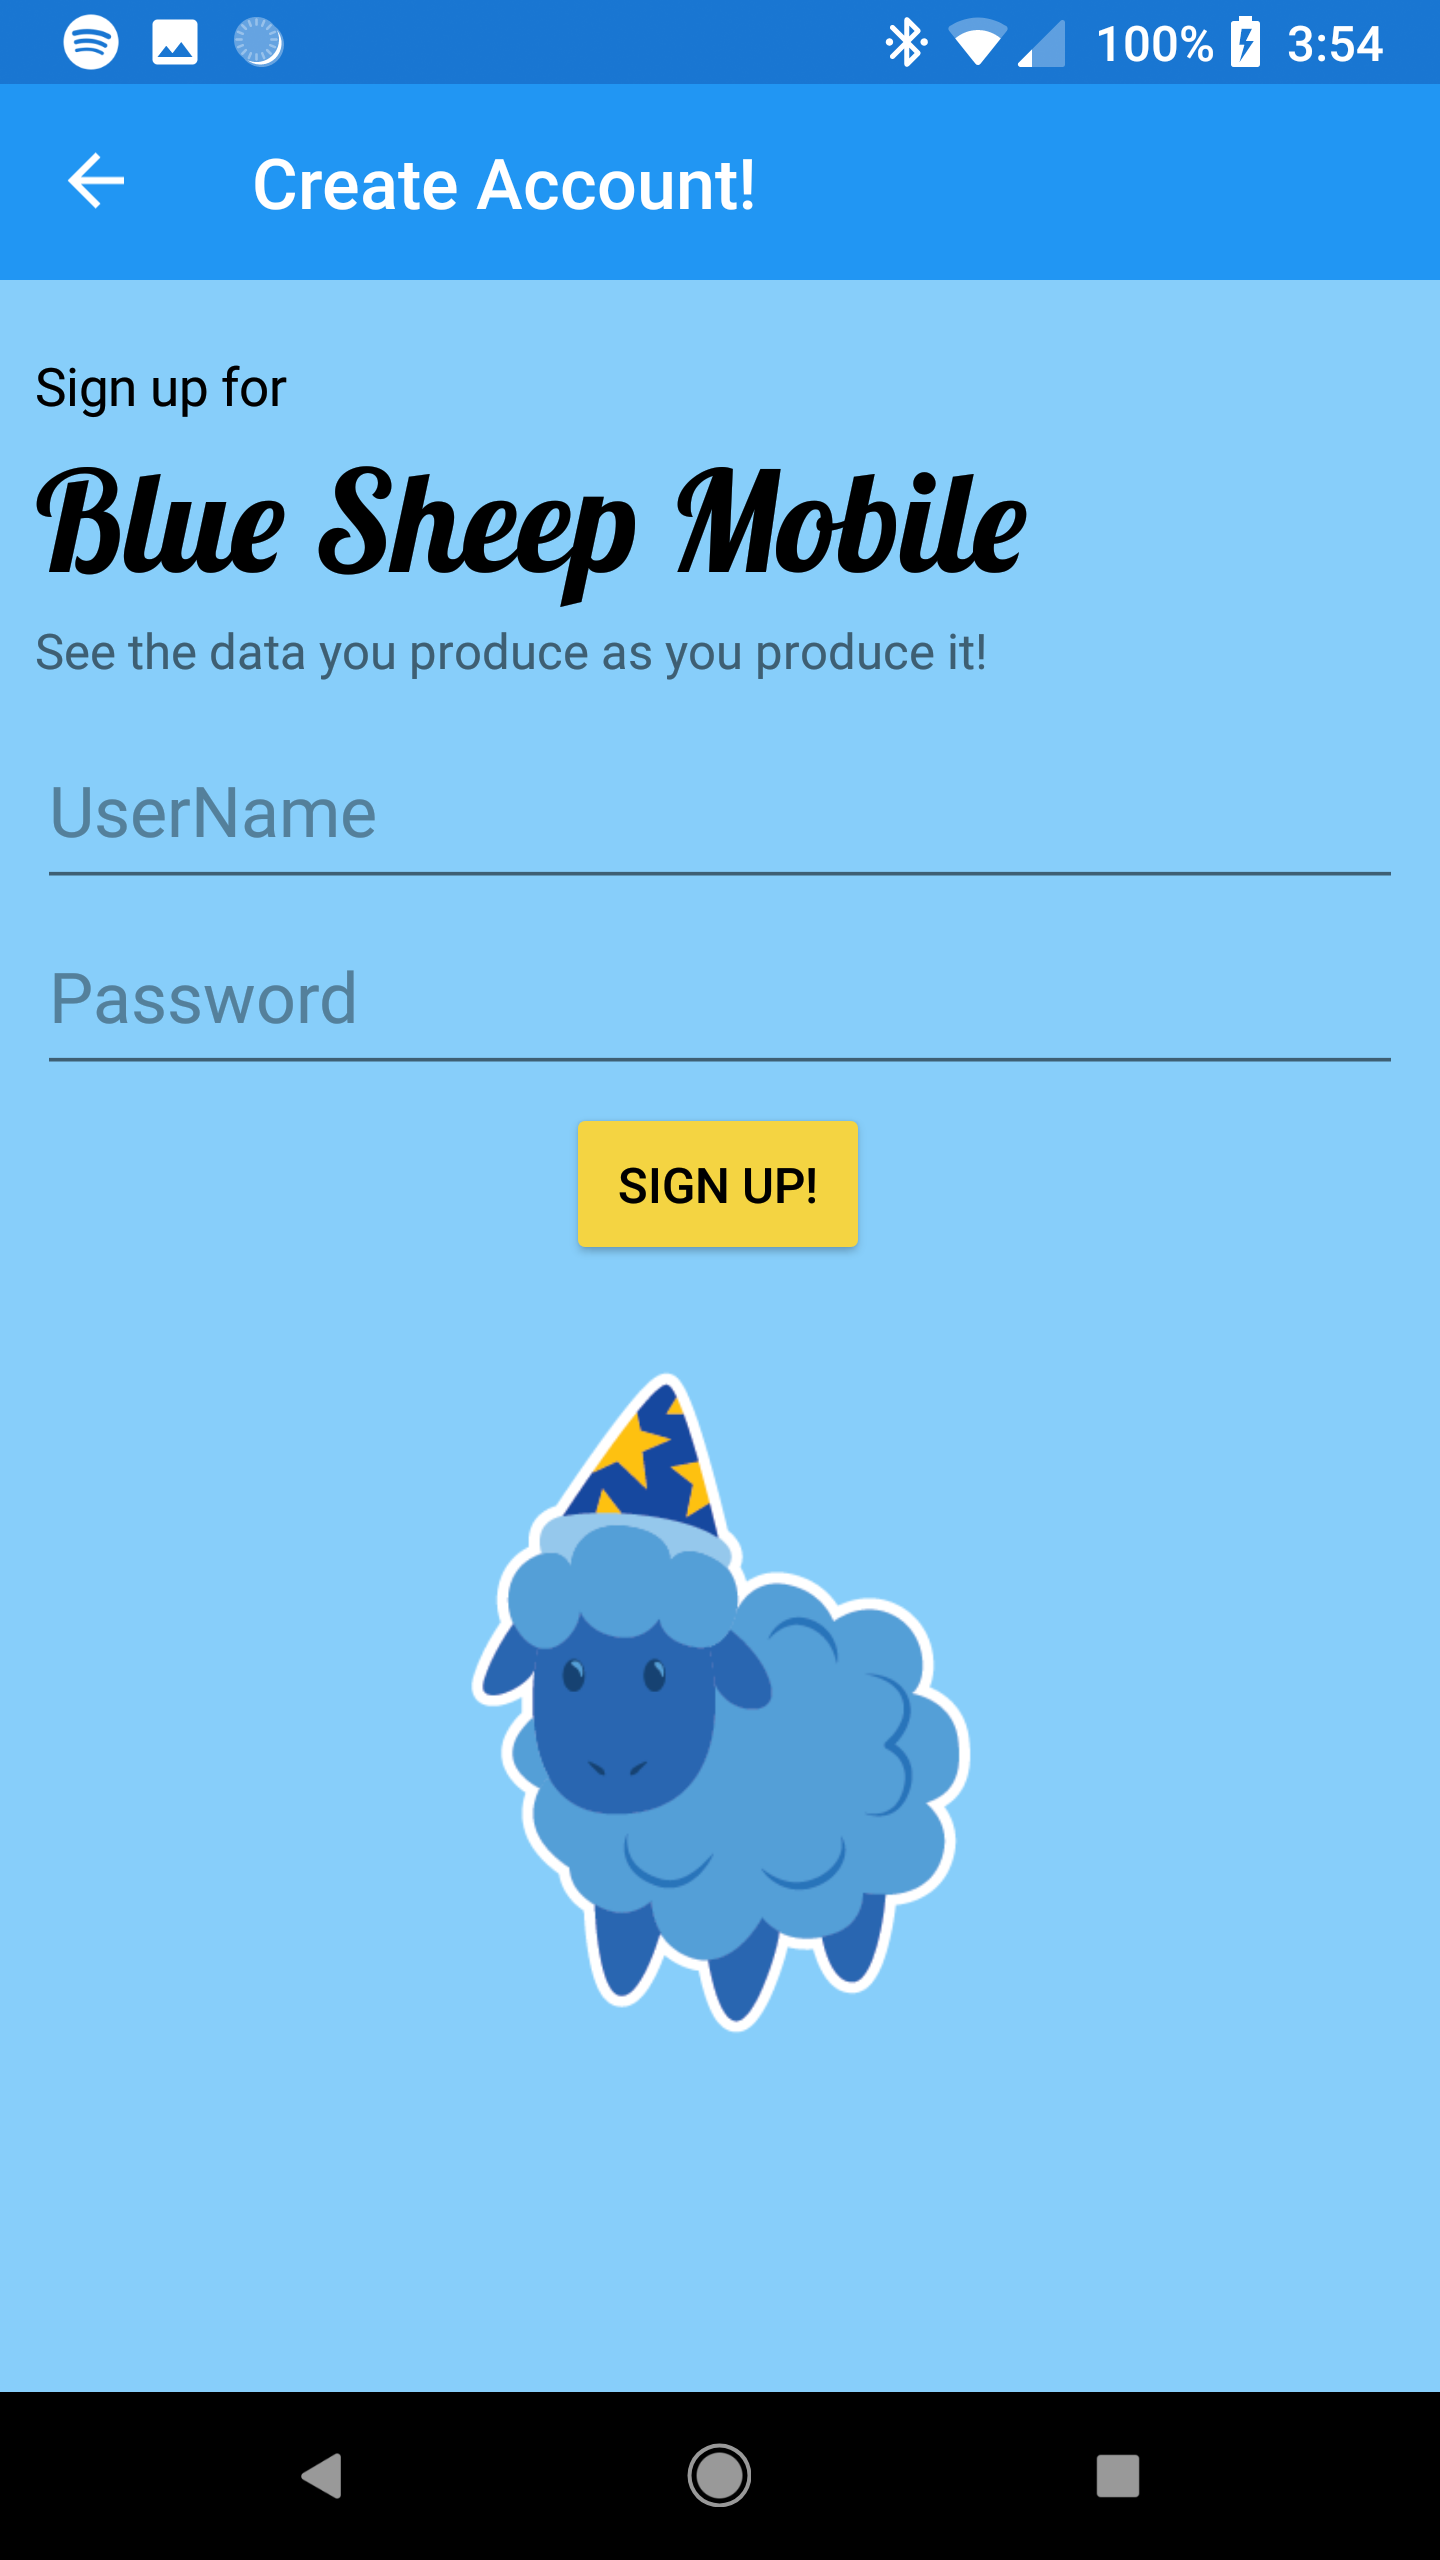 100% 3:54
Create Account!
Sign up for
Blue Sheep Mobile
See the data you produce as you produce it!
UserName
Password
SIGN UP!